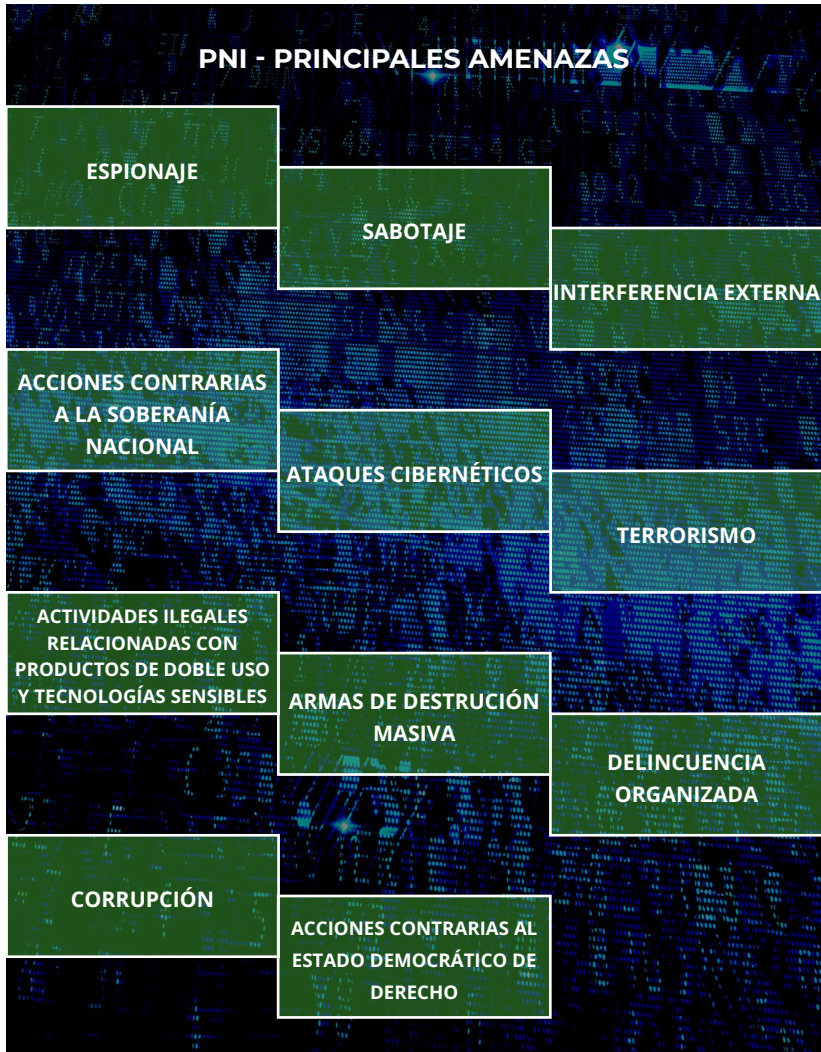 PNI - PRINCIPALES AMENAZAS
ESPIONAJE
SABOTAJE
INTERFERENCIA EXTERNA
ACCIONES CONTRARIAS
A LA SOBERANÍA
NACIONAL
ATAQUES CIBERNÉTICOS
TERRORISMO
ACTIVIDADES ILEGALES
RELACIONADAS CON
PRODUCTOS DE DOBLE USO
Y TECNOLOGÍAS SENSIBLES
ARMAS DE DESTRUCIÓN
MASIVA
DELINCUENCIA
ORGANIZADA
CORRUPCIÓN
ACCIONES CONTRARIAS AL
ESTADO DEMOCRÁTICO DE
DERECHO